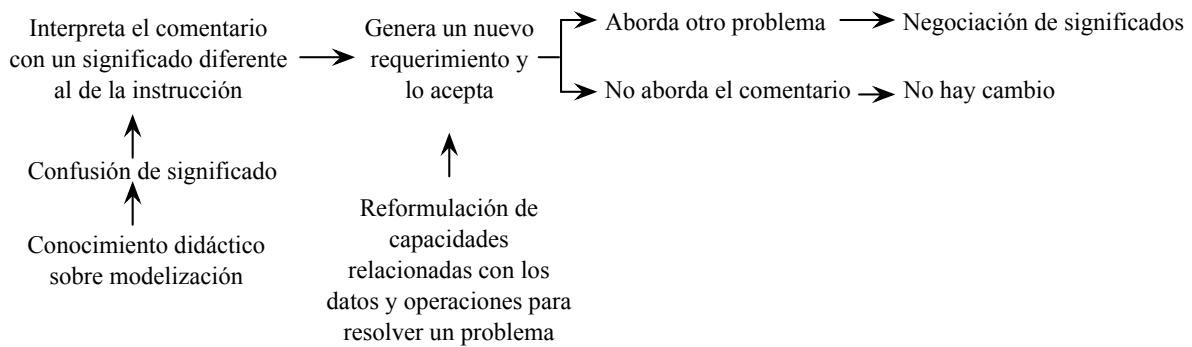 Interpreta el comentario
con un significado diferente
al de la instrucción
Genera un nuevo
requerimiento y
lo acepta
Aborda otro problema
Negociación de significados
No aborda el comentario
No hay cambio
Confusión de significado
Conocimiento didáctico
sobre modelización
Reformulación de
capacidades
relacionadas con los
datos y operaciones para
resolver un problema